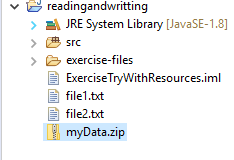 readingandwritting
JRE System Library [JavaSE-1.8]
src
exercise-files
ExerciseTryWithResources.iml
file1.txt
file2.txt
myData.zip